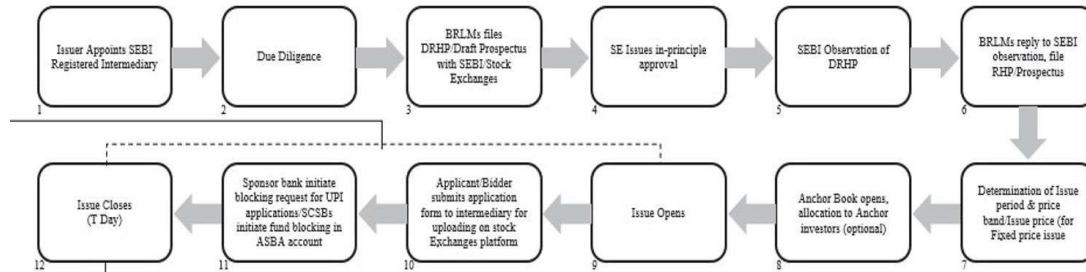 Issuer Appoints SEBI
Registered Intermediary
1
Due Diligence
2
BRLMs files
DRHP/Draft Prospectus
with SEBI/Stock
Exchanges
3
SE Issues in-principle
approval
4
SEBI Observation of
DRHP
5
BRLMs reply to SEBI
observation, file
RHP/Prospectus
6
Determination of Issue
period & price
band/Issue price (for
Fixed price issue
7
Anchor Book opens,
allocation to Anchor
investors (optional)
8
Issue Opens
9
Applicant/Bidder
submits application
form to intermediary for
uploading on stock
Exchanges platform
10
Sponsor bank initiate
blocking request for UPI
applications/SCSBs
initiate fund blocking in
ASBA account
11
Issue Closes
(T Day)
12